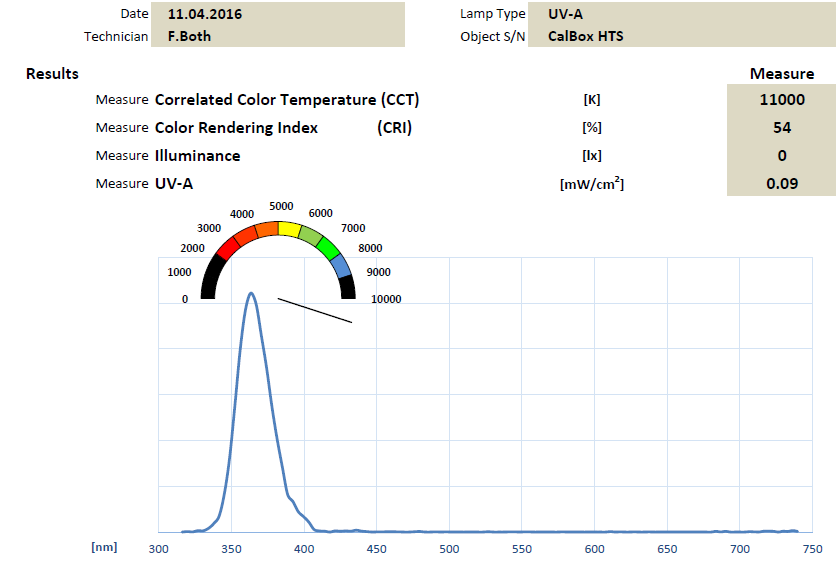 Date 11.04.2016 Lamp Type UV-A
Technician F.Both Object S/N CalBox HTS
Results Measure
Measure Correlated Color Temperature (CCT) [K] 11000
Measure Color Rendering Index (CRI) [%] 54
Measure Illuminance [lx] 0
Measure UV-A [mW/cm²] 0.09
0
1000
2000
3000
4000
5000
6000
7000
8000
9000
10000
[nm] 300 350 400 450 500 550 600 650 700 750